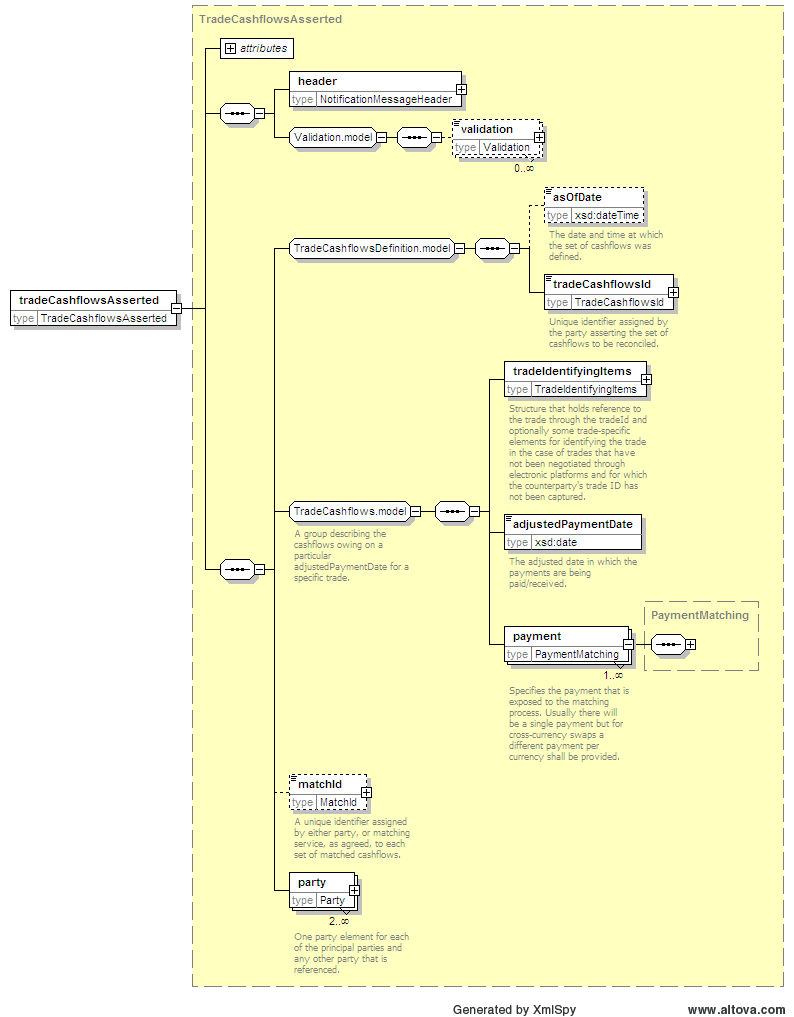 TradeCashflowsAsserted
attributes
header
type NotificationMessageHeader
Validation.model
validation
type Validation
0..∞
asOfDate
type xsd:dateTime
The date and time at which
the set of cashflows was
defined.
TradeCashflowsDefinition.model
tradeCashflowsId
type TradeCashflowsId
Unique identifier assigned by
the party asserting the set of
cashflows to be reconciled.
tradeCashflowsAsserted
type TradeCashflowsAsserted
tradeIdentifyingItems
type TradeIdentifyingItems
Structure that holds reference to
the trade through the tradeId and
optionally some trade-specific
elements for identifying the trade
in the case of trades that have
not been negotiated through
electronic platforms and for which
the counterparty's trade ID has
not been captured.
TradeCashflows.model
A group describing the
cashflows owing on a
particular
adjustedPaymentDate for a
specific trade.
adjustedPaymentDate
type xsd:date
The adjusted date in which the
payments are being
paid/received.
payment
type PaymentMatching
1..∞
PaymentMatching
Specifies the payment that is
exposed to the matching
process. Usually there will
be a single payment but for
cross-currency swaps a
different payment per
currency shall be provided.
matchId
type MatchId
A unique identifier assigned
by either party, or matching
service, as agreed, to each
set of matched cashflows.
party
type Party
2..∞
One party element for each
of the principal parties and
any other party that is
referenced.
Generated by XmlSpy
www.altova.com